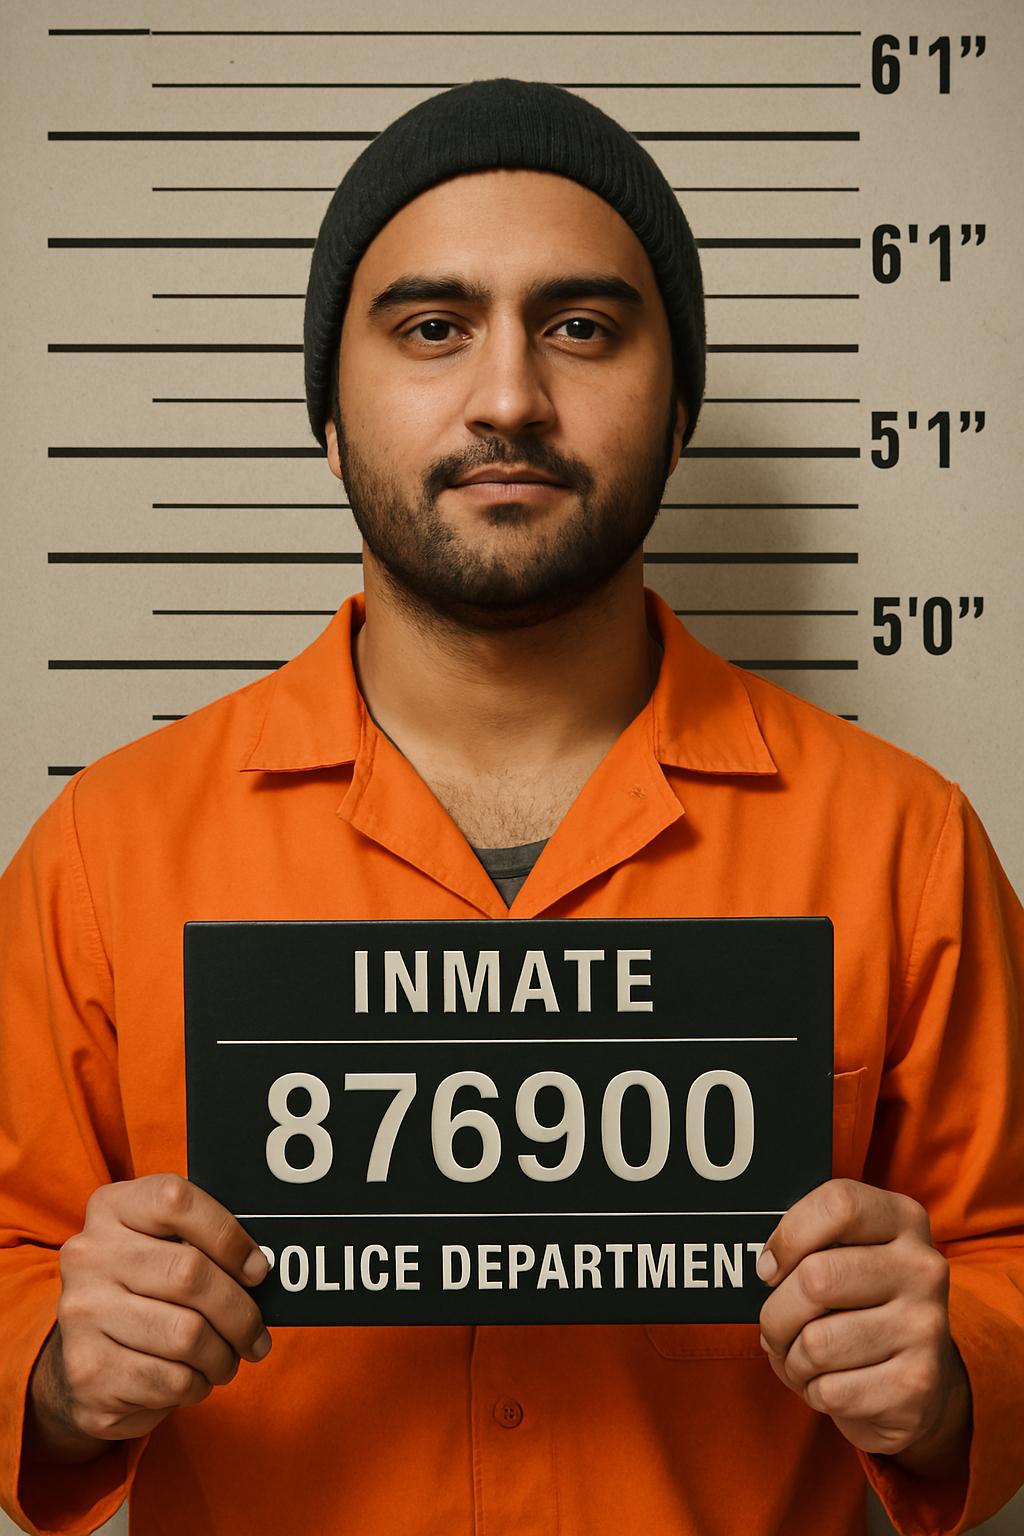 6'1”
6'1”
5'1”
5'0”
INMATE
876900
POLICE DEPARTMENT